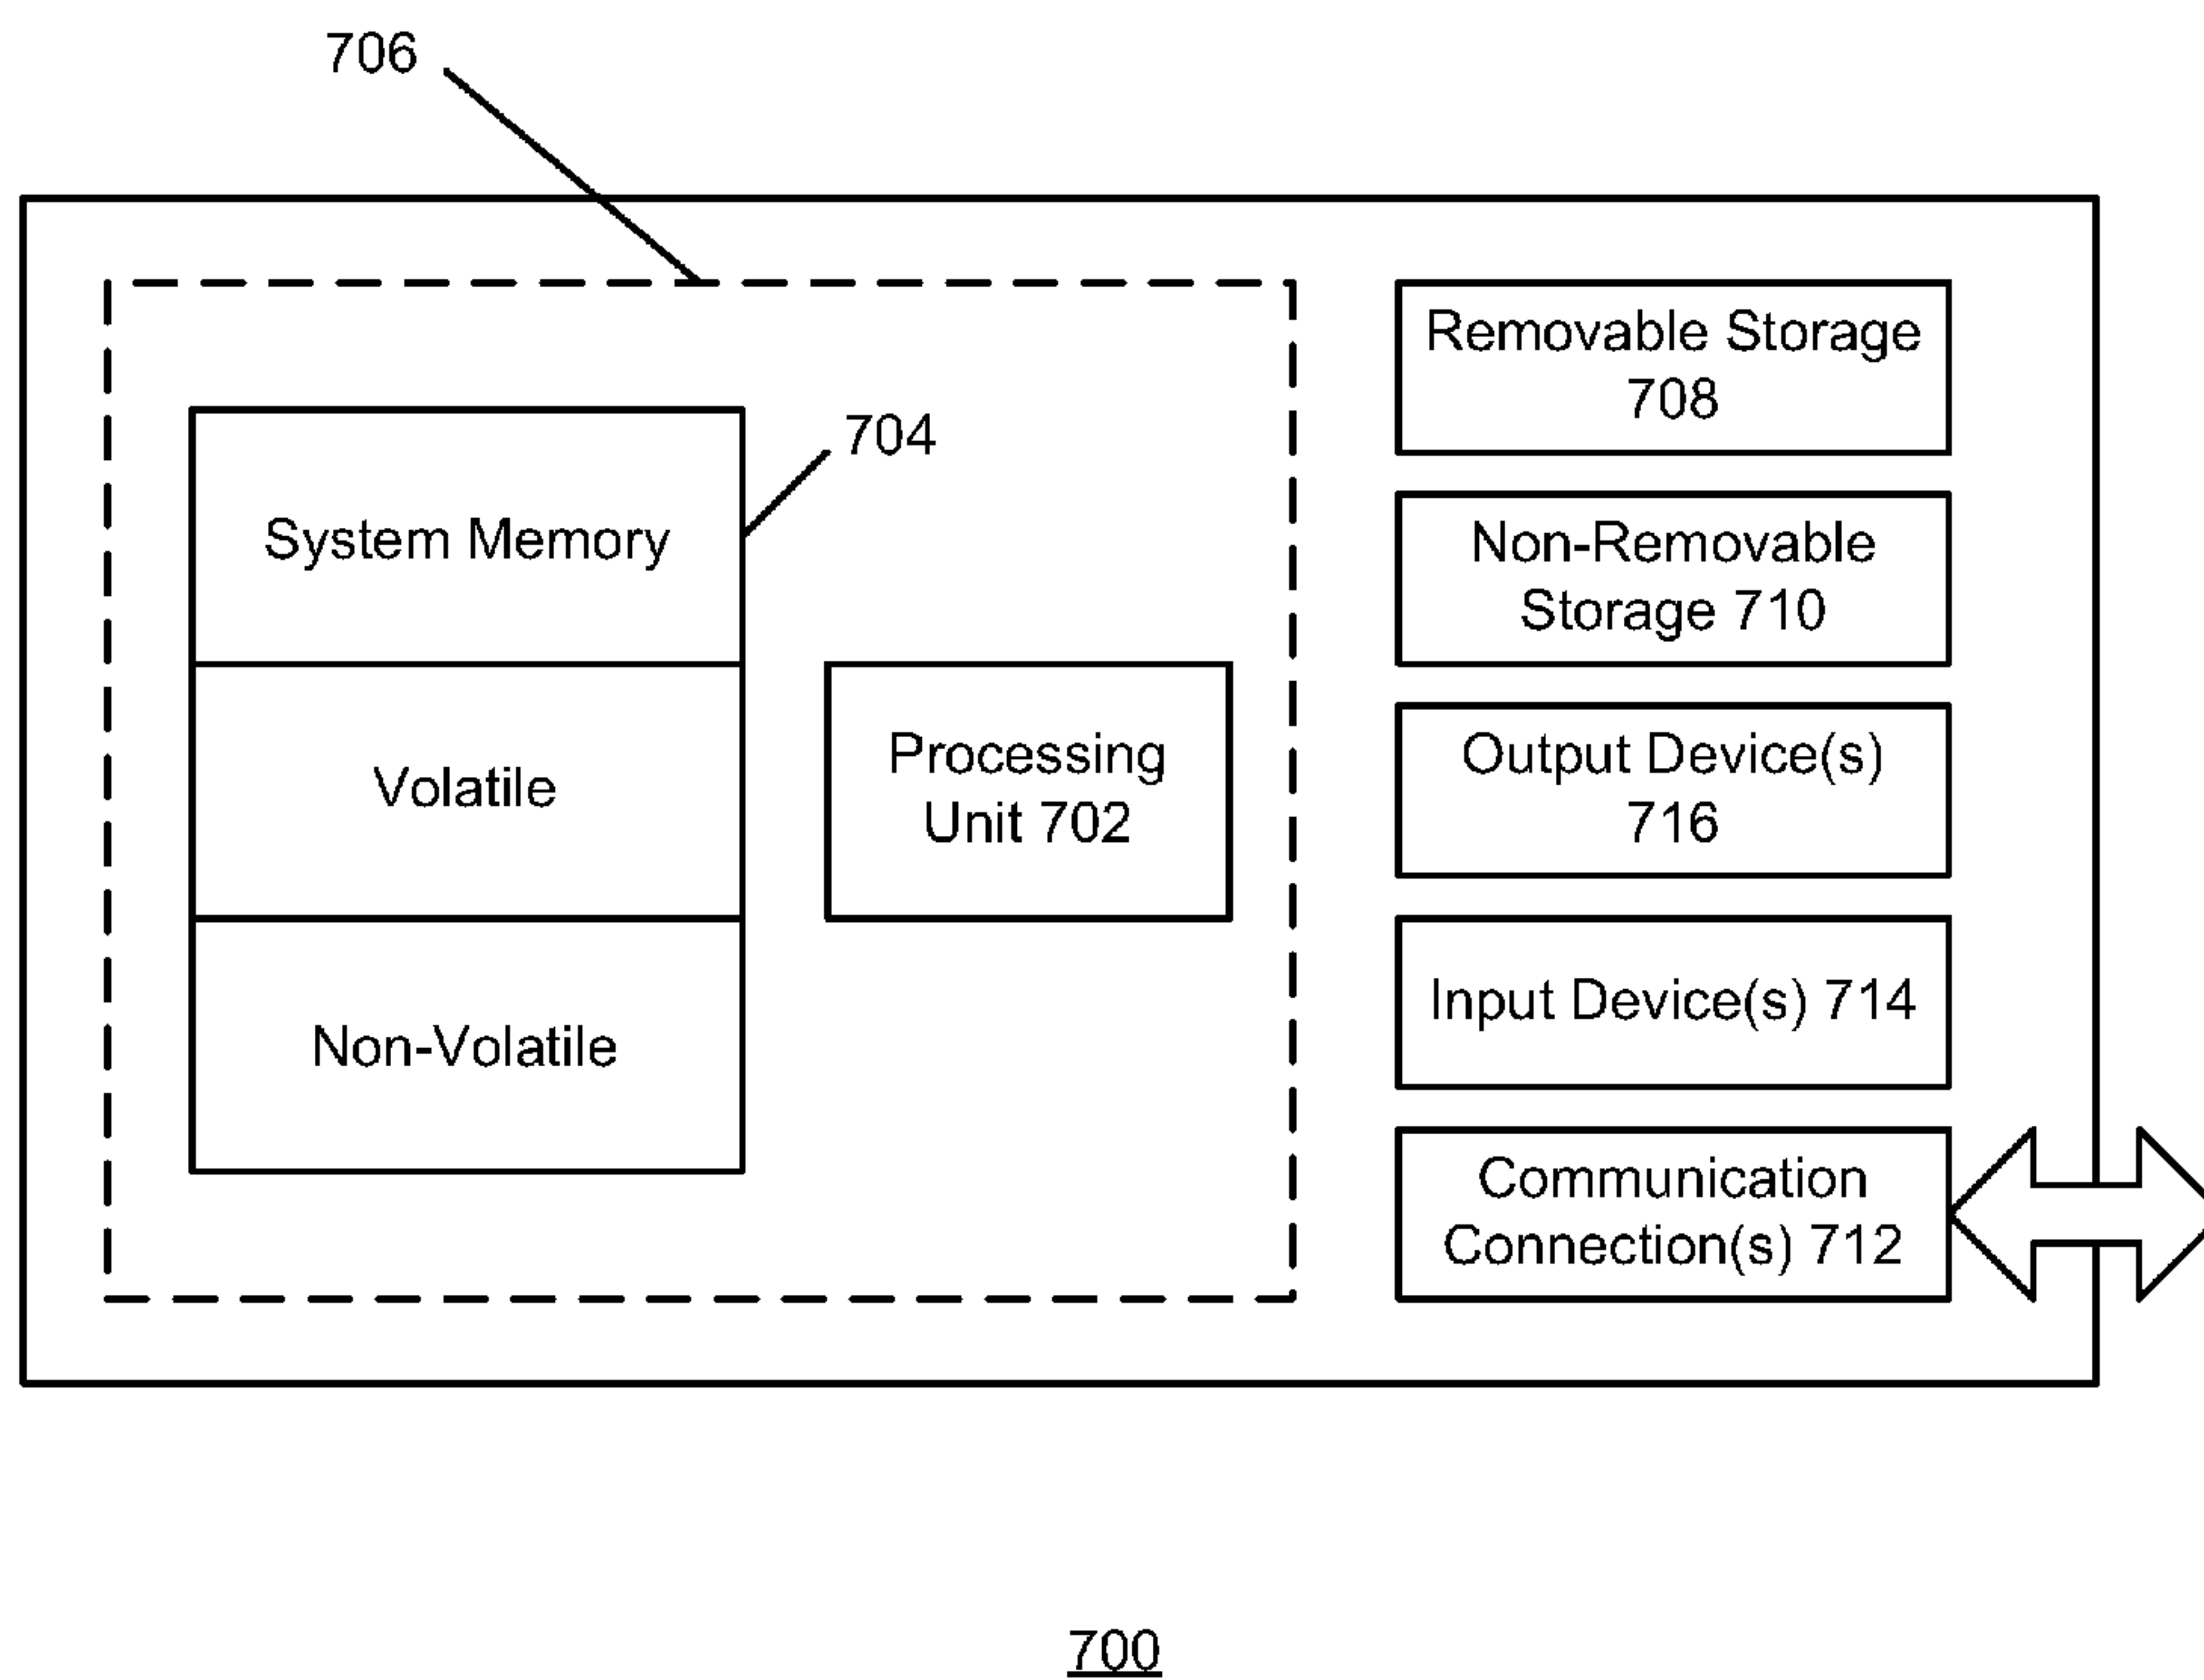 706
704
System Memory
Volatile
Non-Volatile
Processing
Unit 702
Removable Storage
708
Non-Removable
Storage 710
Output Device(s)
716
Input Device(s) 714
Communication
Connection(s) 712
700